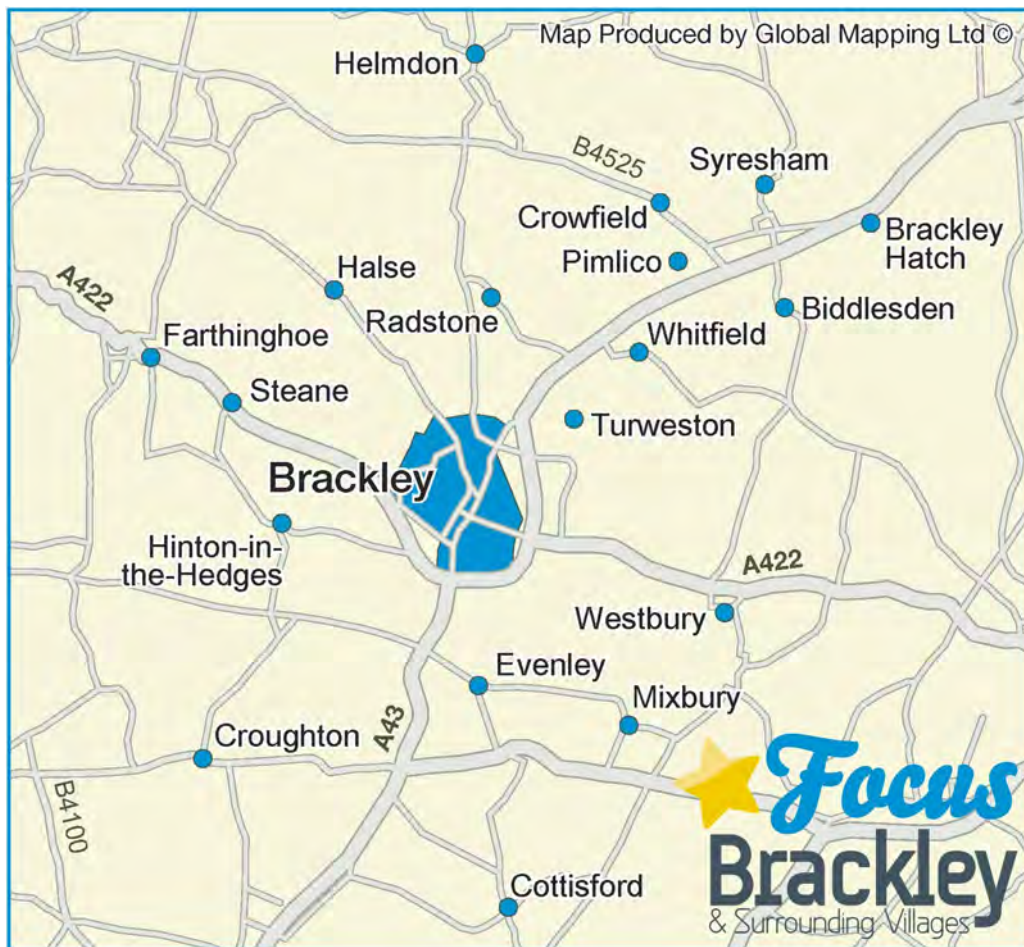 Map Produced by Global Mapping Ltd ©
Helmdon
B4525
Syresham
Crowfield
Brackley
Hatch
Pimlico
Halse
A422
Radstone
Biddlesden
Farthinghoe
Whitfield
Steane
Turweston
Brackley
Hinton-in-
the-Hedges
A422
Westbury
Evenley
Mixbury
A43
Croughton
B4100
Focus
Brackley
& Surrounding Villages
Cottisford